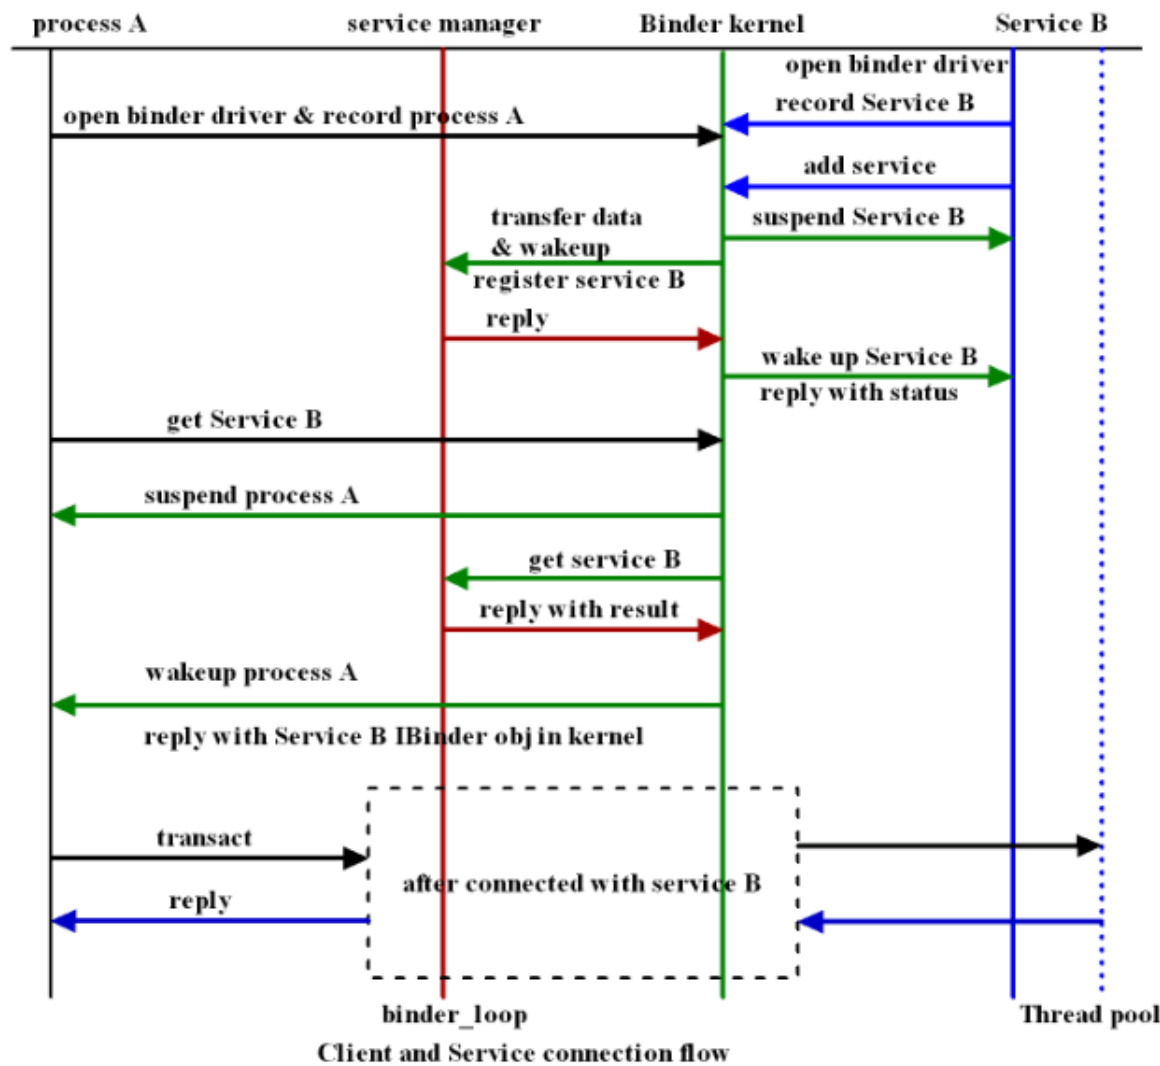 process A
service manager
Binder kernel
Service B
open binder driver
record Service B
open binder driver & record process A
add service
transfer data
& wakeup
suspend Service B
register service B
reply
wake up Service B
reply with status
get Service B
suspend process A
get service B
reply with result
wakeup process A
reply with Service B IBinder obj in kernel
transact
after connected with service B
reply
binder_loop
Thread pool
Client and Service connection flow